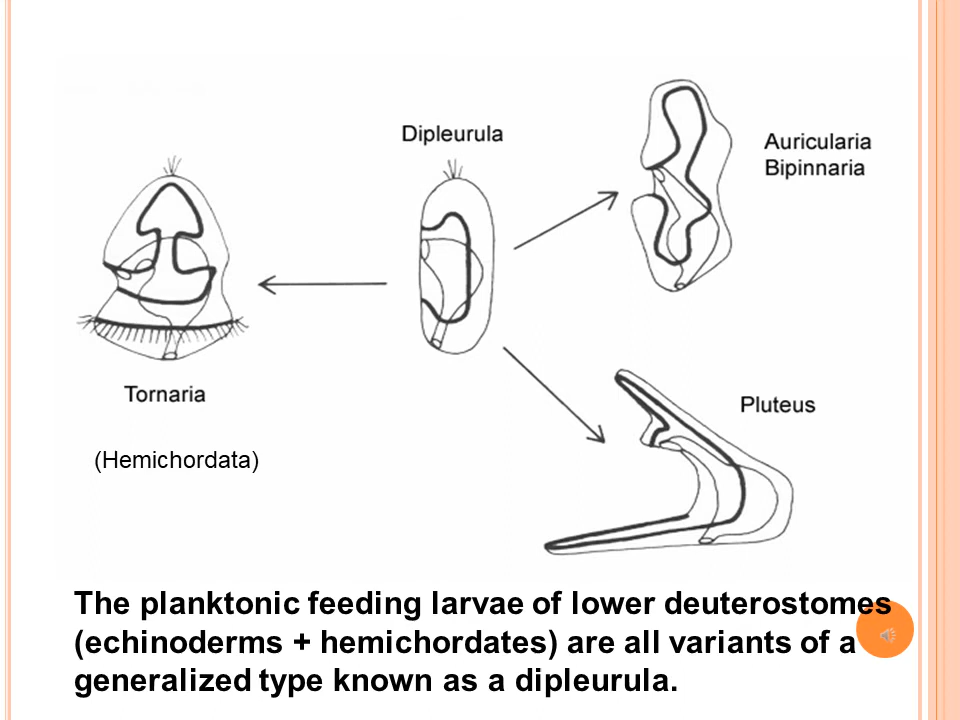 Dipleurula
Auricularia
Bipinnaria
Tornaria
Pluteus
(Hemichordata)
The planktonic feeding larvae of lower deuterostomes
(echinoderms + hemichordates) are all variants of a
generalized type known as a dipleurula.